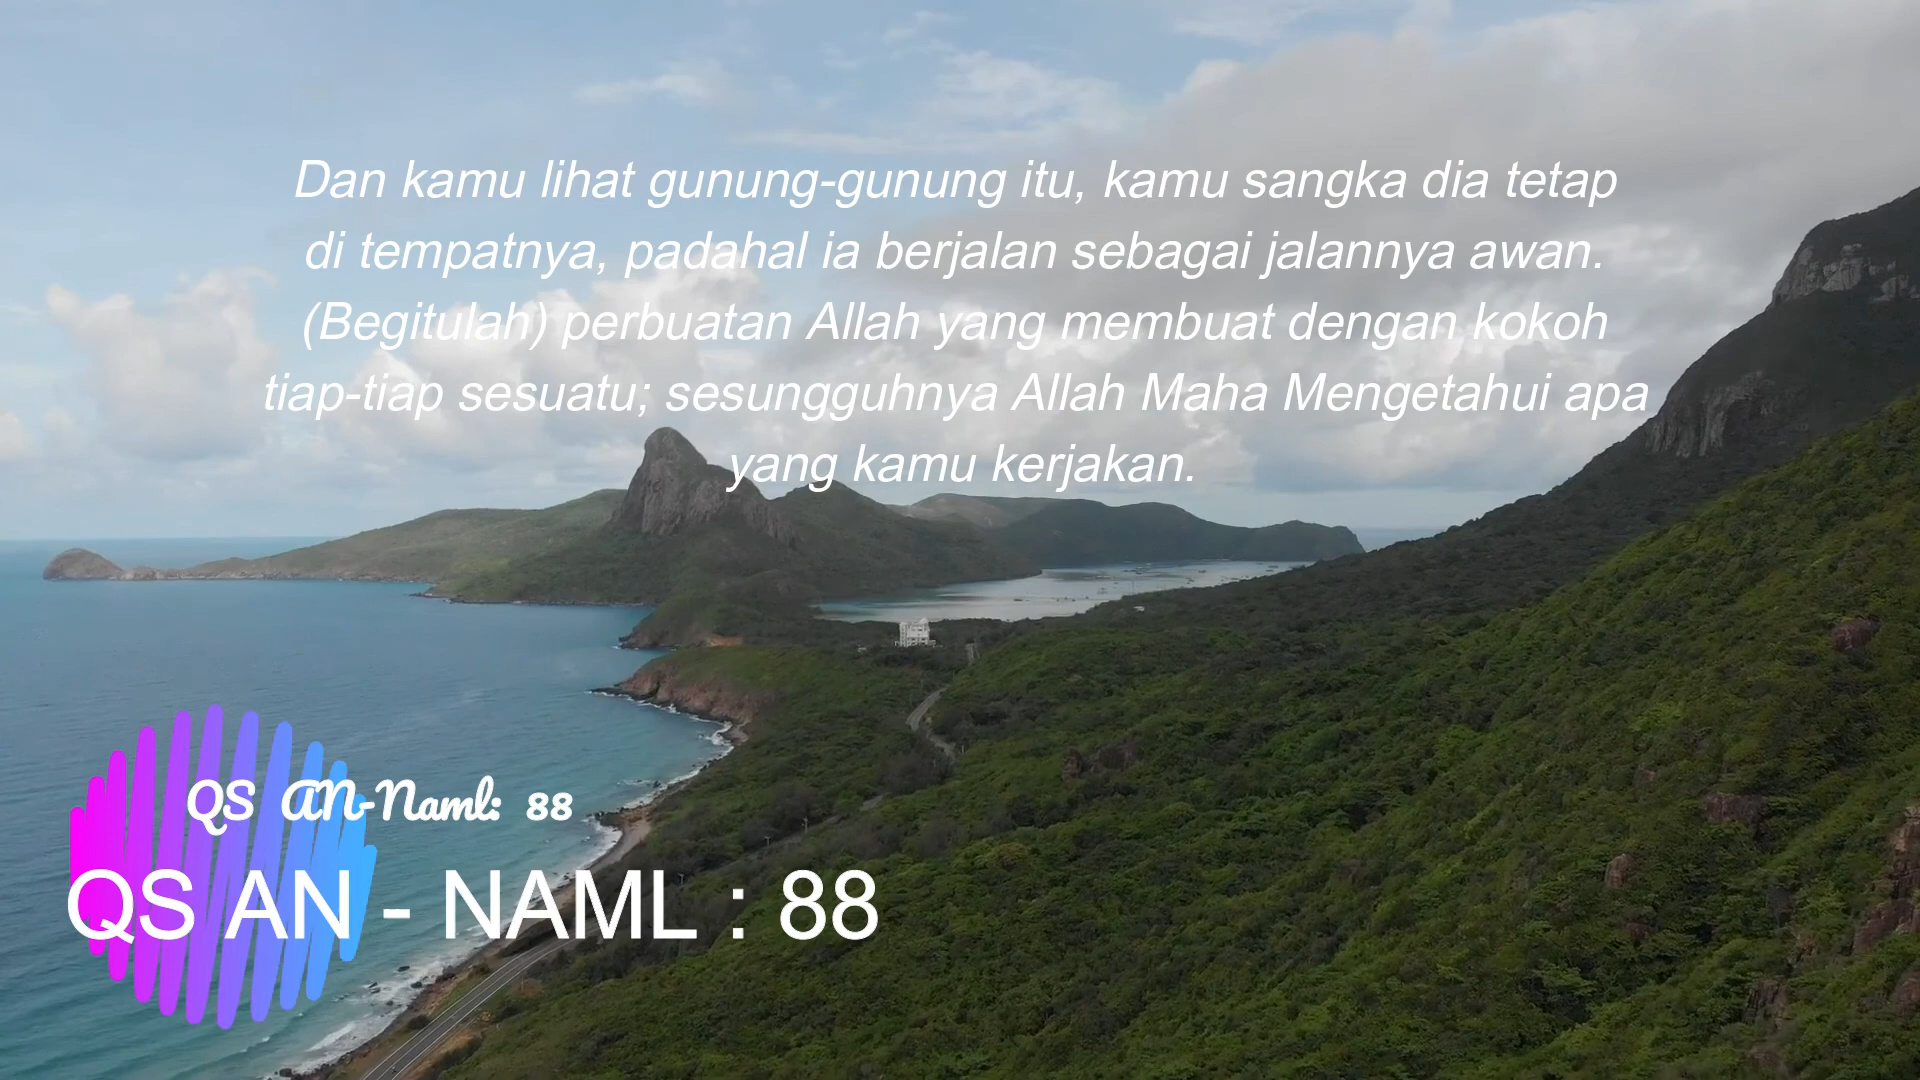 Dan kamu lihat gunung-gunung itu, kamu sangka dia tetap
di tempatnya, padahal ia berjalan sebagai jalannya awan.
(Begitulah) perbuatan Allah yang membuat dengan kokoh
tiap-tiap sesuatu; sesungguhnya Allah Maha Mengetahui apa
yang kamu kerjakan.
QS AN-Naml: 88
QS AN - NAML : 88